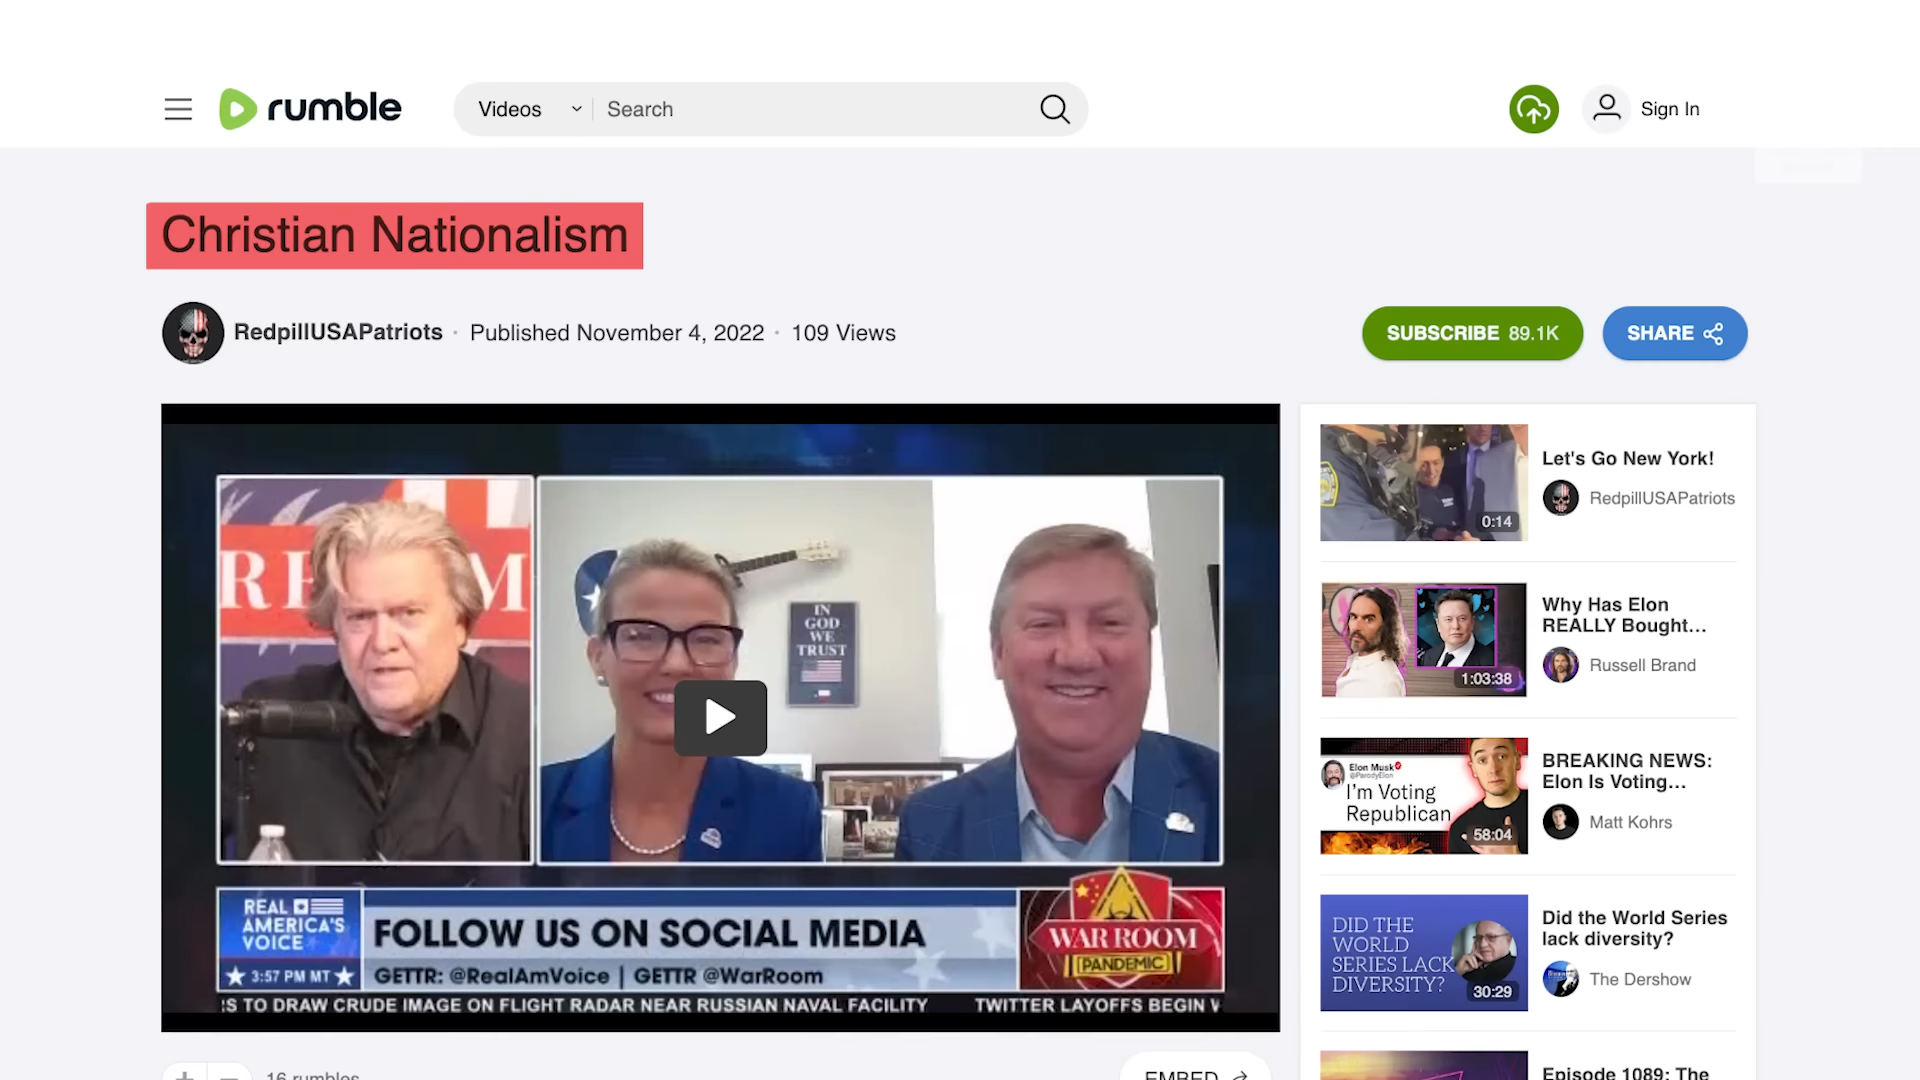 rumble
Videos
Search
Sign In
Christian Nationalism
RedpillUSAPatriots · Published November 4, 2022 · 109 Views
SUBSCRIBE 89.1K
SHARE
IN
GOD
WE
TRUST
REAL
AMERICA'S
VOICE
3:57 PM MT
FOLLOW US ON SOCIAL MEDIA
GETTR: @RealAmVoice | GETTR @WarRoom
WAR ROOM
PANDEMIC
S TO DRAW CRUDE IMAGE ON FLIGHT RADAR NEAR RUSSIAN NAVAL FACILITY TWITTER LAYOFFS BEGIN
16 rumbles
EMBED
0:14
Let's Go New York!
RedpillUSAPatriots
1:03:38
Why Has Elon
REALLY Bought...
Russell Brand
Elon Musk
@ParodyElon
I'm Voting
Republican
58:04
BREAKING NEWS:
Elon Is Voting...
Matt Kohrs
DID THE
WORLD
SERIES LACK
DIVERSITY?
30:29
Did the World Series
lack diversity?
The Dershow
Episode 1089: The